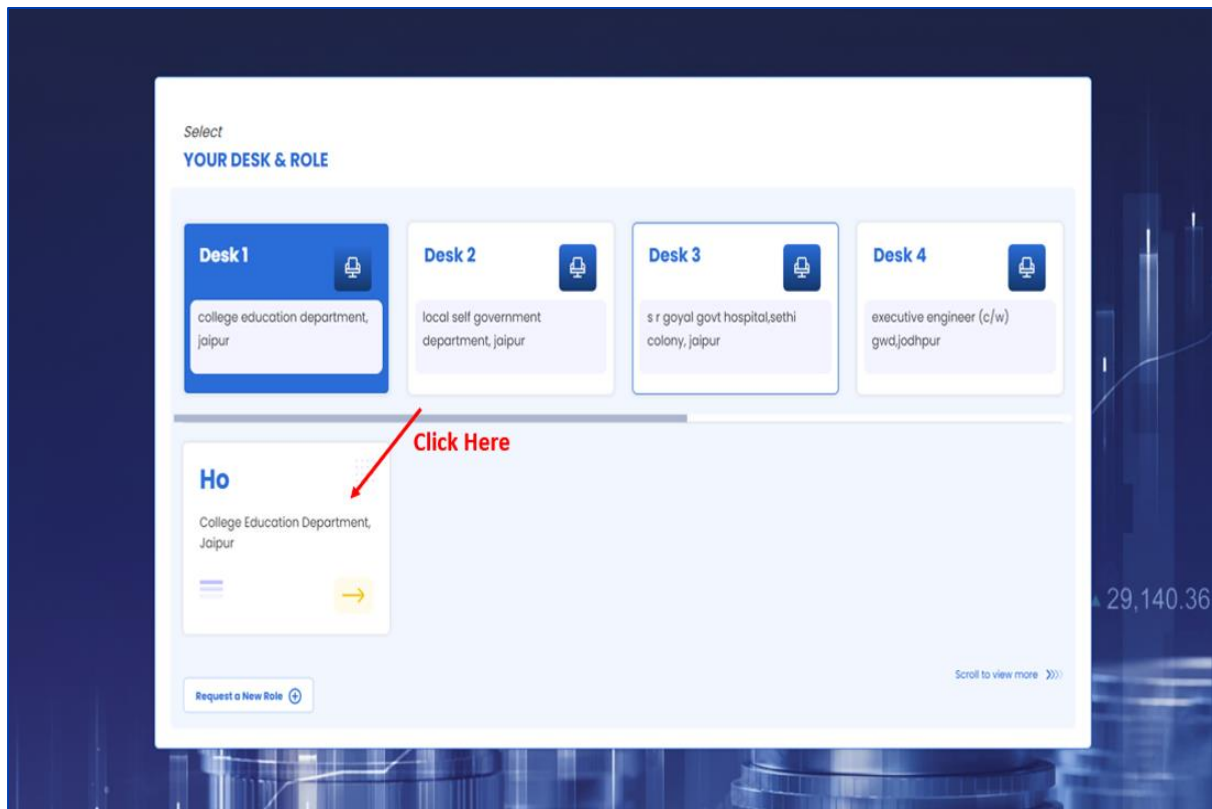 Select
YOUR DESK & ROLE
Desk 1
college education department,
jaipur
Desk 2
local self government
department, jaipur
Desk 3
s r goyal govt hospital,sethi
colony, jaipur
Desk 4
executive engineer (c/w)
gwd,jodhpur
Click Here
Ho
College Education Department,
Jaipur
29,140.36
Scroll to view more
Request a New Role